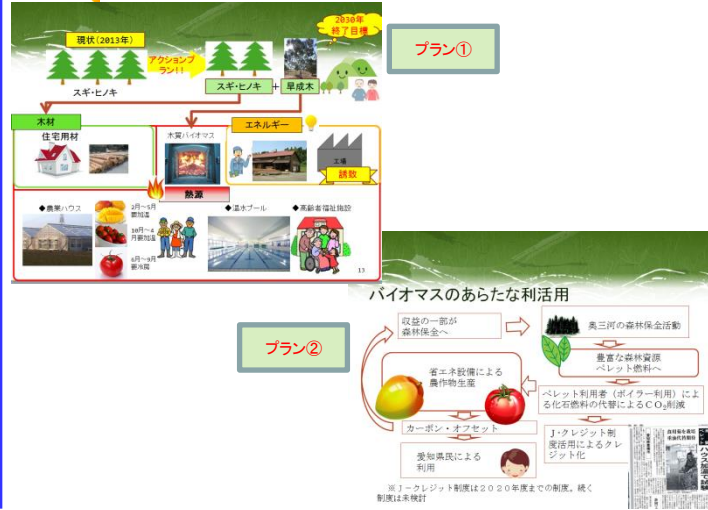 現状(2013年)
2030年
終了目標
アクションプ
ラン!!
スギ・ヒノキ
スギ・ヒノキ
+
早成木
木材
住宅用材
木質バイオマス
エネルギー
工場
誘致
熱源
◆農業ハウス
2月～5月
要加温
10月～4
月要加温
6月～9月
要冷蔵
◆温水プール
◆高齢者福祉施設
13
プラン①
プラン②
バイオマスのあらたな利活用
収益の一部が
森林保全へ
奥三河の森林保全活動
豊富な森林資源
ペレット燃料へ
省エネ設備による
農作物生産
ペレット利用者（ボイラー利用）によ
る化石燃料の代替によるCO₂削減
カーボン・オフセット
J・クレジット制
度活用によるクレ
ジット化
愛知県民による
利用
※J－クレジット制度は2020年度までの制度。続く
制度は未検討
ハウス加温で試験